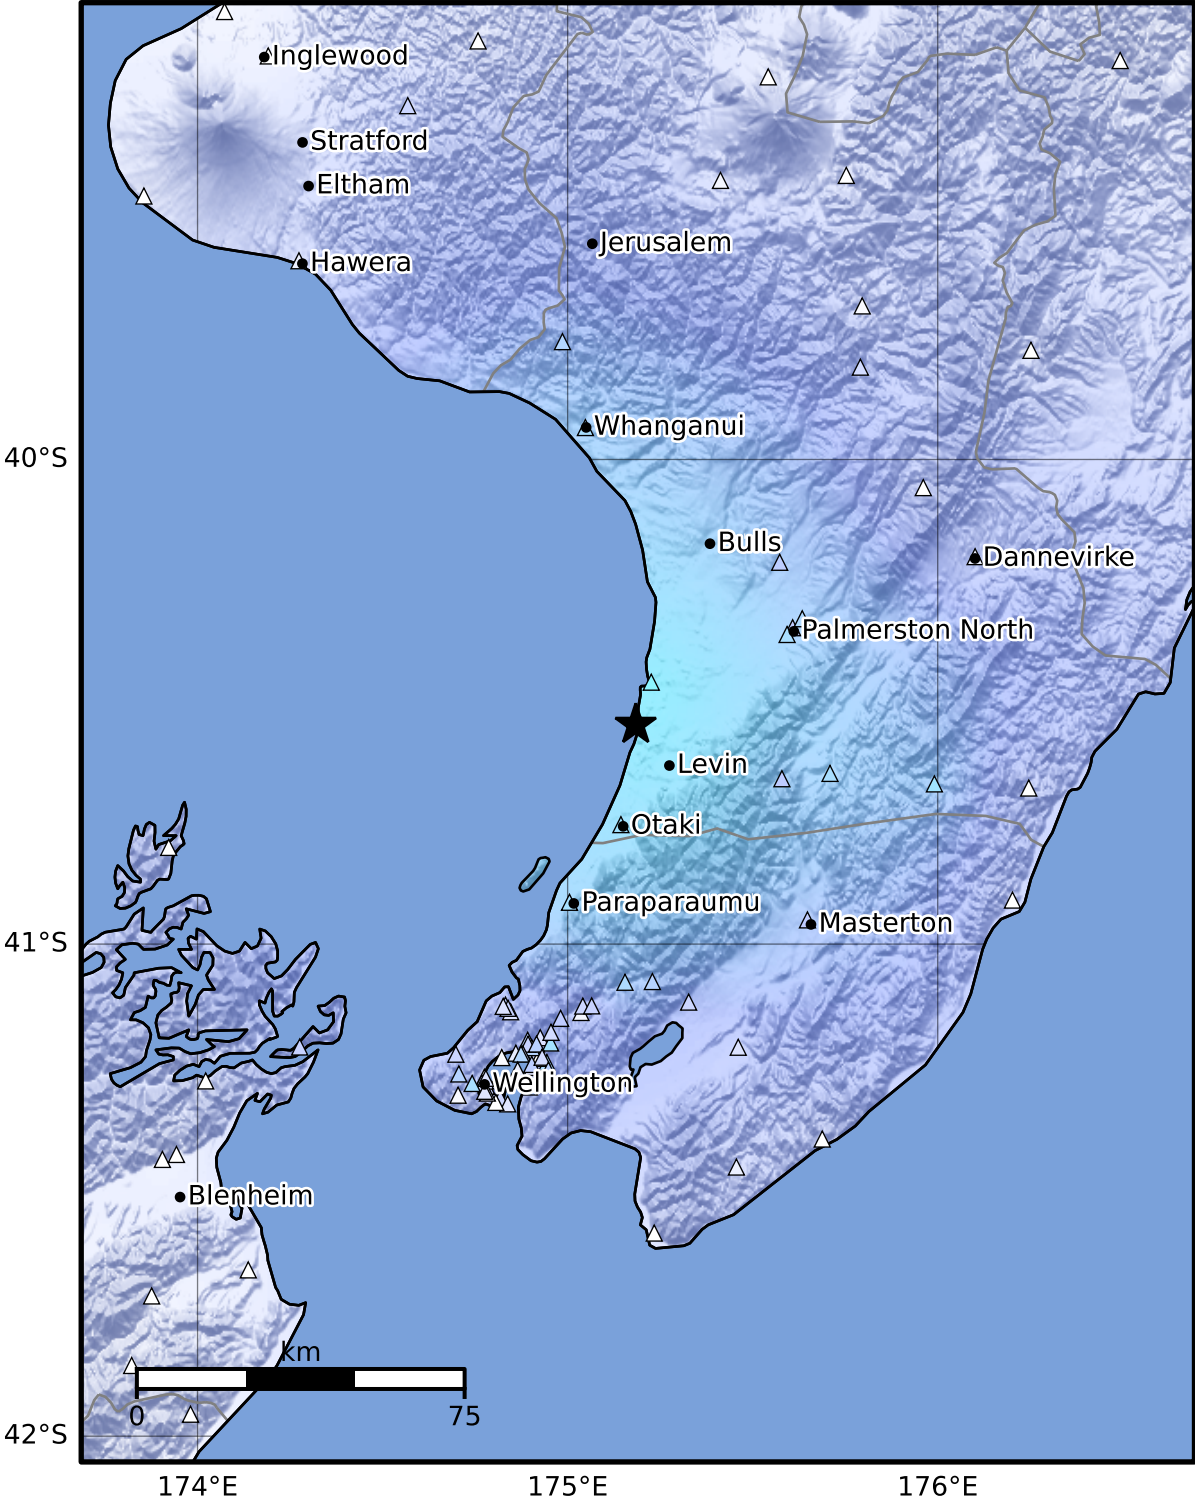 Inglewood
Stratford
Eltham
Jerusalem
Hawera
Whanganui
40°S
Bulls
Dannevirke
Palmerston North
Levin
Otaki
Paraparaumu
Masterton
41°S
Wellington
Blenheim
km
0 75
42°S
174°E 175°E 176°E